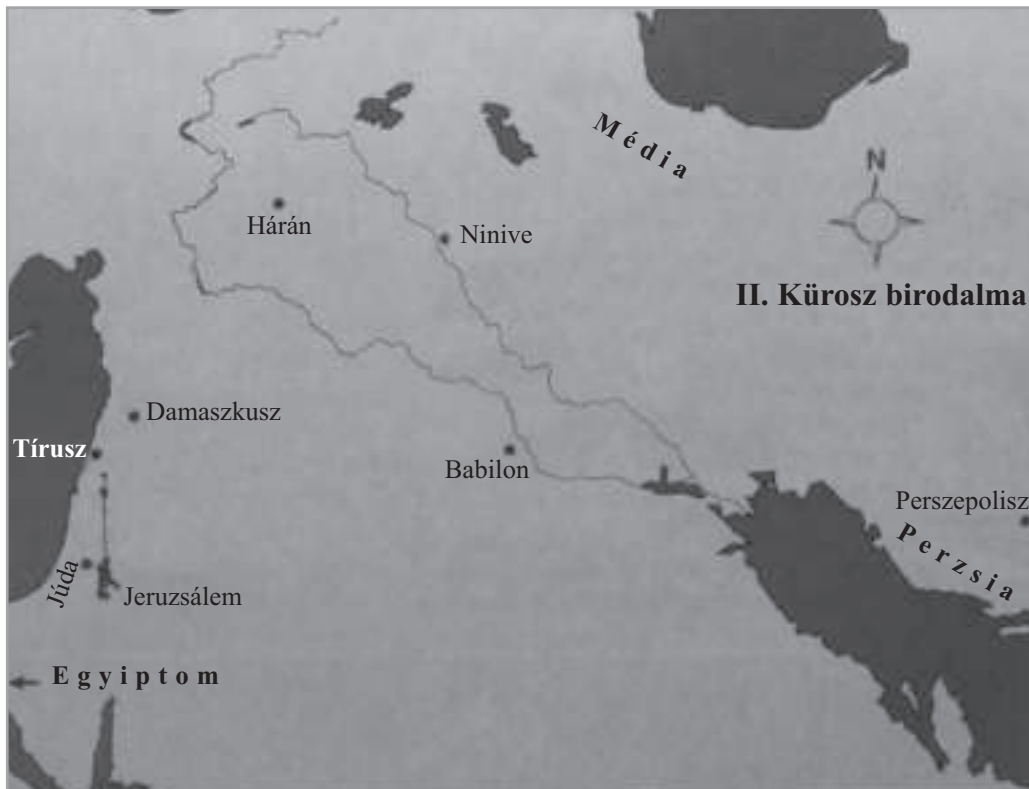 Média
N
Hárán
Ninive
II. Kürosz birodalma
Damaszkusz
Tírusz
Babilon
Perszepolisz
Perzsia
Júda
Jeruzsálem
Egyiptom